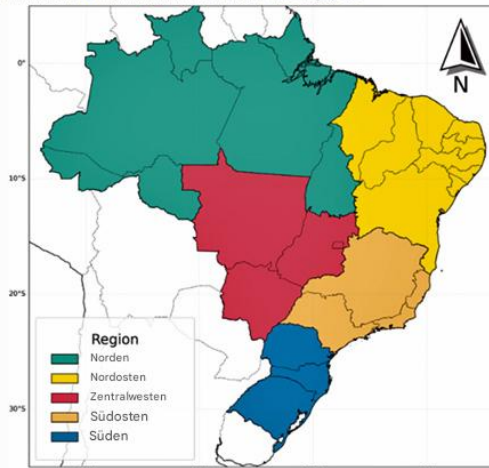 N
0°
10°S
20°S
30°S
Region
Norden
Nordosten
Zentralwesten
Südosten
Süden